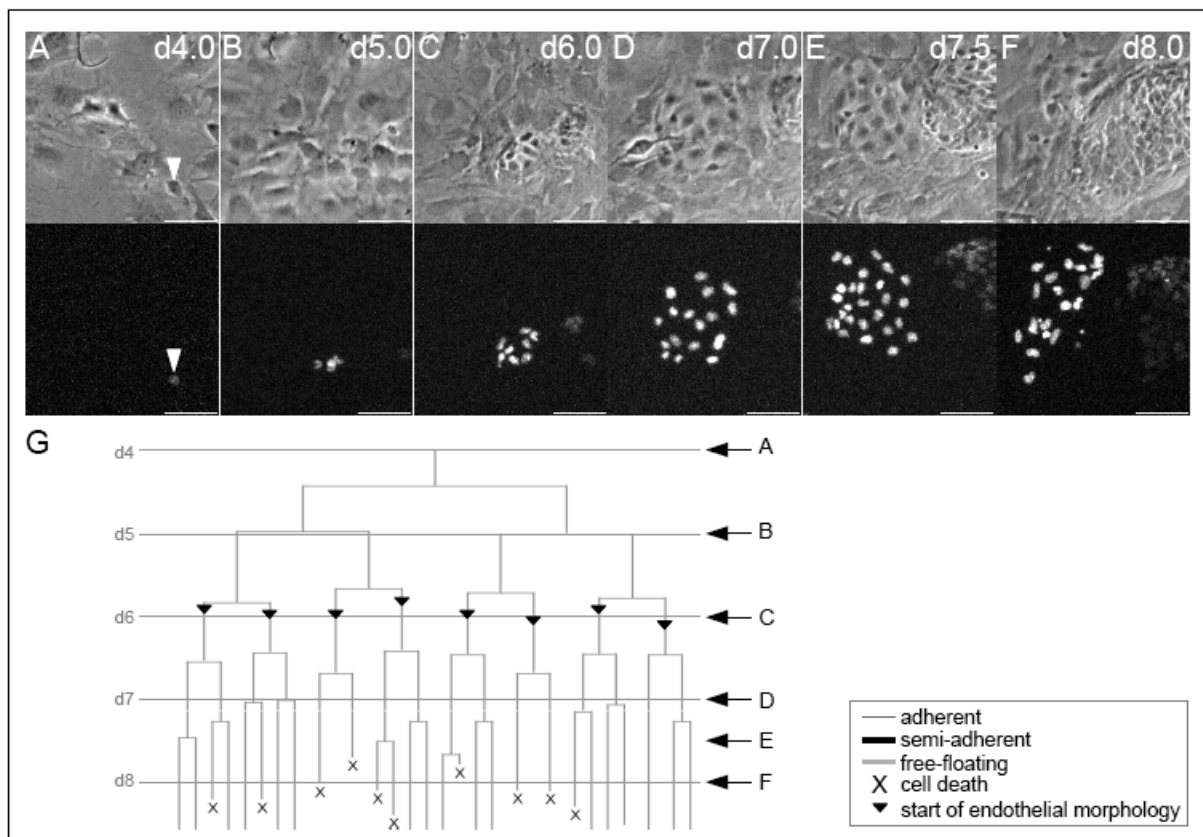 A d4.0 B d5.0 C d6.0 D d7.0 E d7.5 F d8.0
G
d4 A
d5 B
d6 C
d7 D
E
d8 F
X
X
X X
X
X
X
X
X X
X
adherent
semi-adherent
free-floating
X cell death
start of endothelial morphology